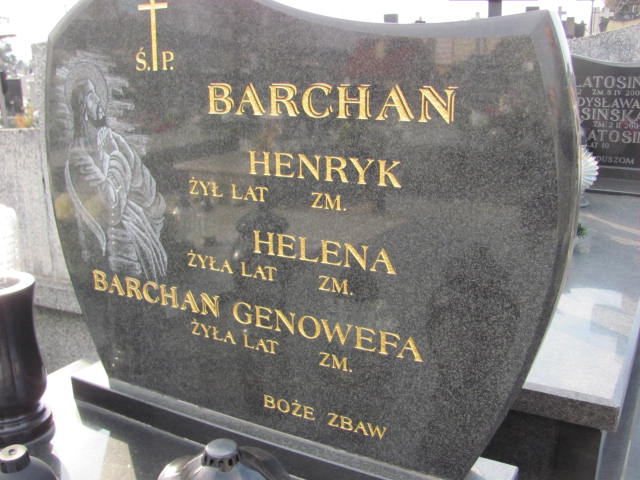 Ś.P.
BARCHAN
HENRYK
ŻYŁ LAT ZM.
HELENA
ŻYŁA LAT ZM.
BARCHAN GENOWEFA
ŻYŁA LAT ZM.
BOŻE ZBAW